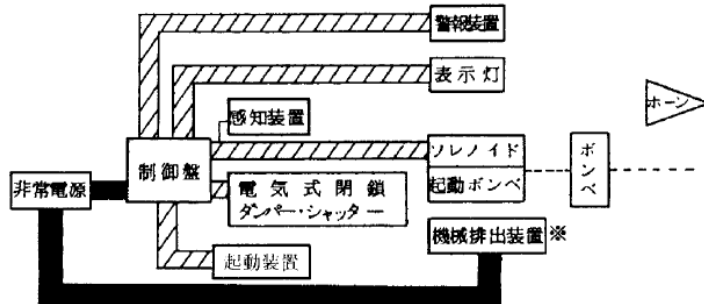 警報装置
表示灯
感知装置
ホーン
制御盤
ソレノイド
起動ボンベ
ボンベ
非常電源
電気式閉鎖
ダンパー・シャッター
機械排出装置※
起動装置